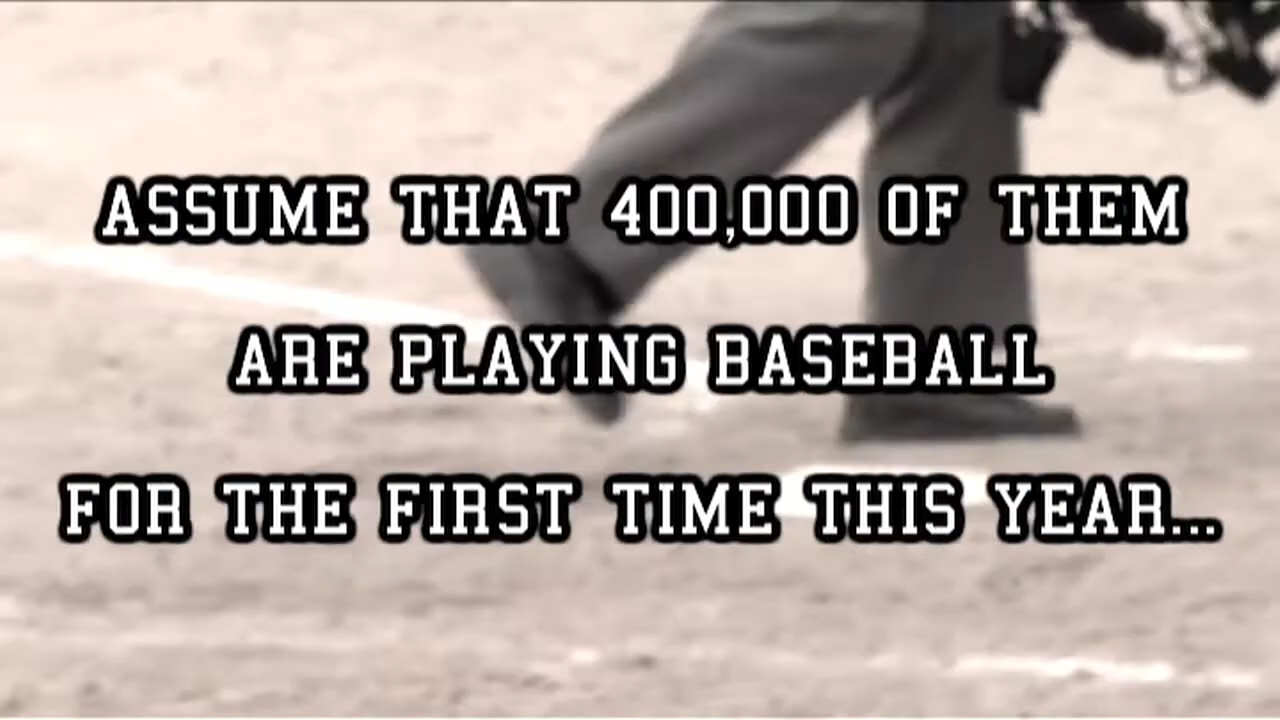 ASSUME THAT 400,000 OF THEM
ARE PLAYING BASEBALL
FOR THE FIRST TIME THIS YEAR...